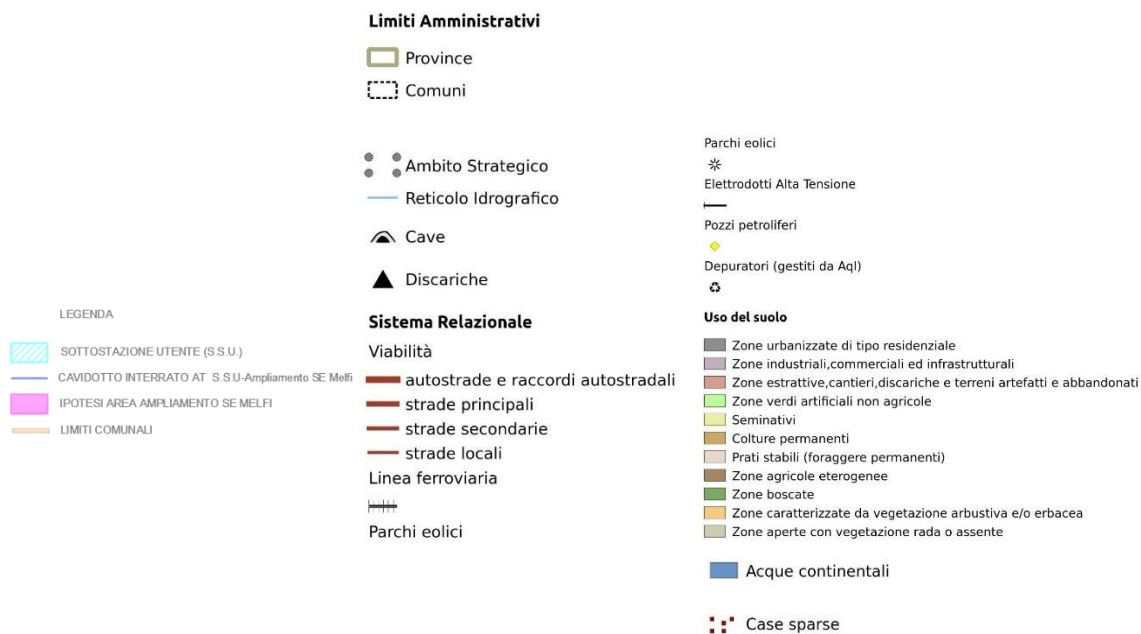 LEGENDA
SOTTOSTAZIONE UTENTE (S.S.U.)
CAVIDOTTO INTERRATO AT S.S.U-Ampliamento SE Melfi
IPOTESI AREA AMPLIAMENTO SE MELFI
LIMITI COMUNALI
Limiti Amministrativi
Province
Comuni
Ambito Strategico
Reticolo Idrografico
Cave
Discariche
Sistema Relazionale
Viabilità
autostrade e raccordi autostradali
strade principali
strade secondarie
strade locali
Linea ferroviaria
Parchi eolici
Parchi eolici
Elettrodotti Alta Tensione
Pozzi petroliferi
Depuratori (gestiti da Aql)
Uso del suolo
Zone urbanizzate di tipo residenziale
Zone industriali,commerciali ed infrastrutturali
Zone estrattive,cantieri,discariche e terreni artefatti e abbandonati
Zone verdi artificiali non agricole
Seminativi
Colture permanenti
Prati stabili (foraggere permanenti)
Zone agricole eterogenee
Zone boscate
Zone caratterizzate da vegetazione arbustiva e/o erbacea
Zone aperte con vegetazione rada o assente
Acque continentali
Case sparse